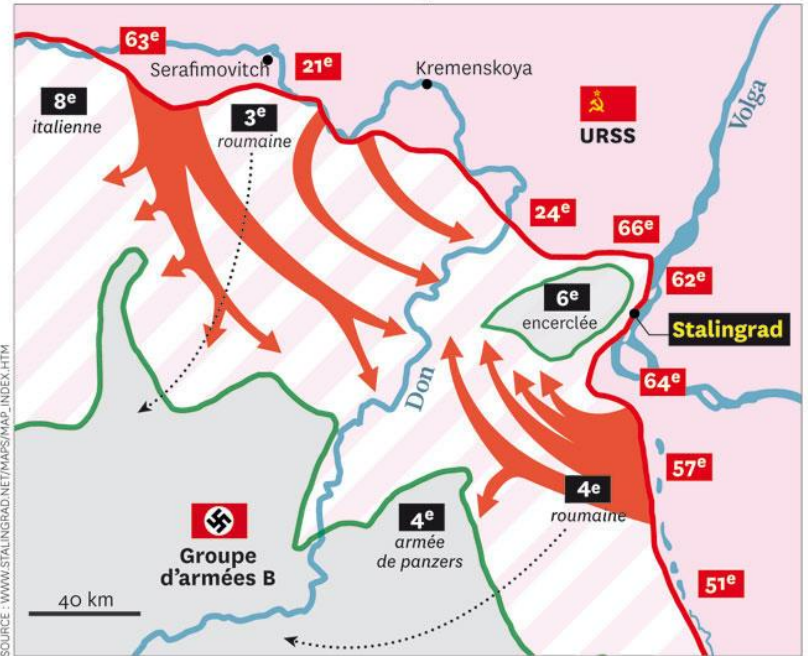 63e
Serafimovitch
21e
Kremenskoya
8e
italienne
3e
roumaine
URSS
Volga
24e
66e
62e
6e
encerclée
Stalingrad
Don
64e
57e
4e
roumaine
4e
armée
de panzers
Groupe
d'armées B
51e
40 km
SOURCE : WWW.STALINGRAD.NET/MAPS/MAP_INDEX.HTM